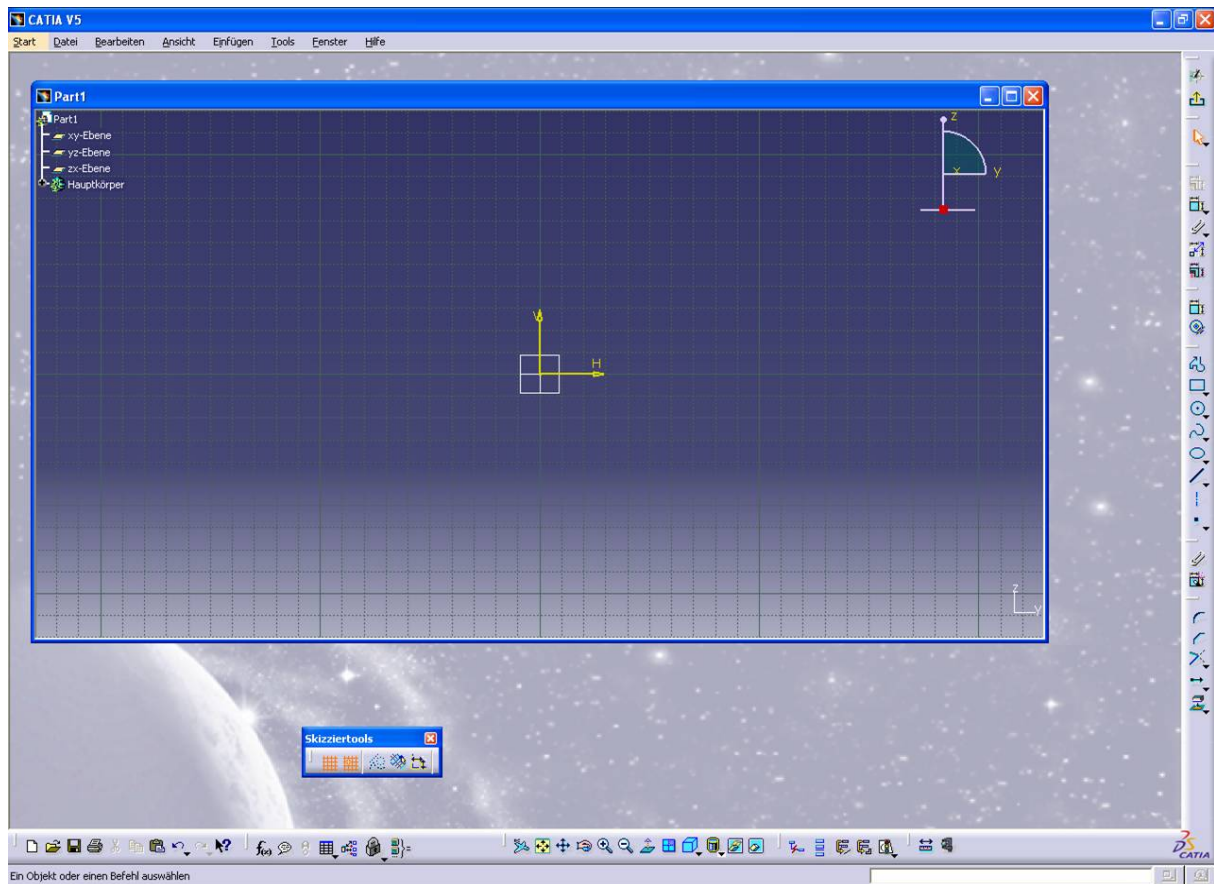 CATIA V5
Start Datei Bearbeiten Ansicht Einfügen Tools Fenster Hilfe
Part1
Part1
xy-Ebene
yz-Ebene
zx-Ebene
Hauptkörper
z
x y
V
H
z
y
Skizziertools
f(x)
CATIA
Ein Objekt oder einen Befehl auswählen